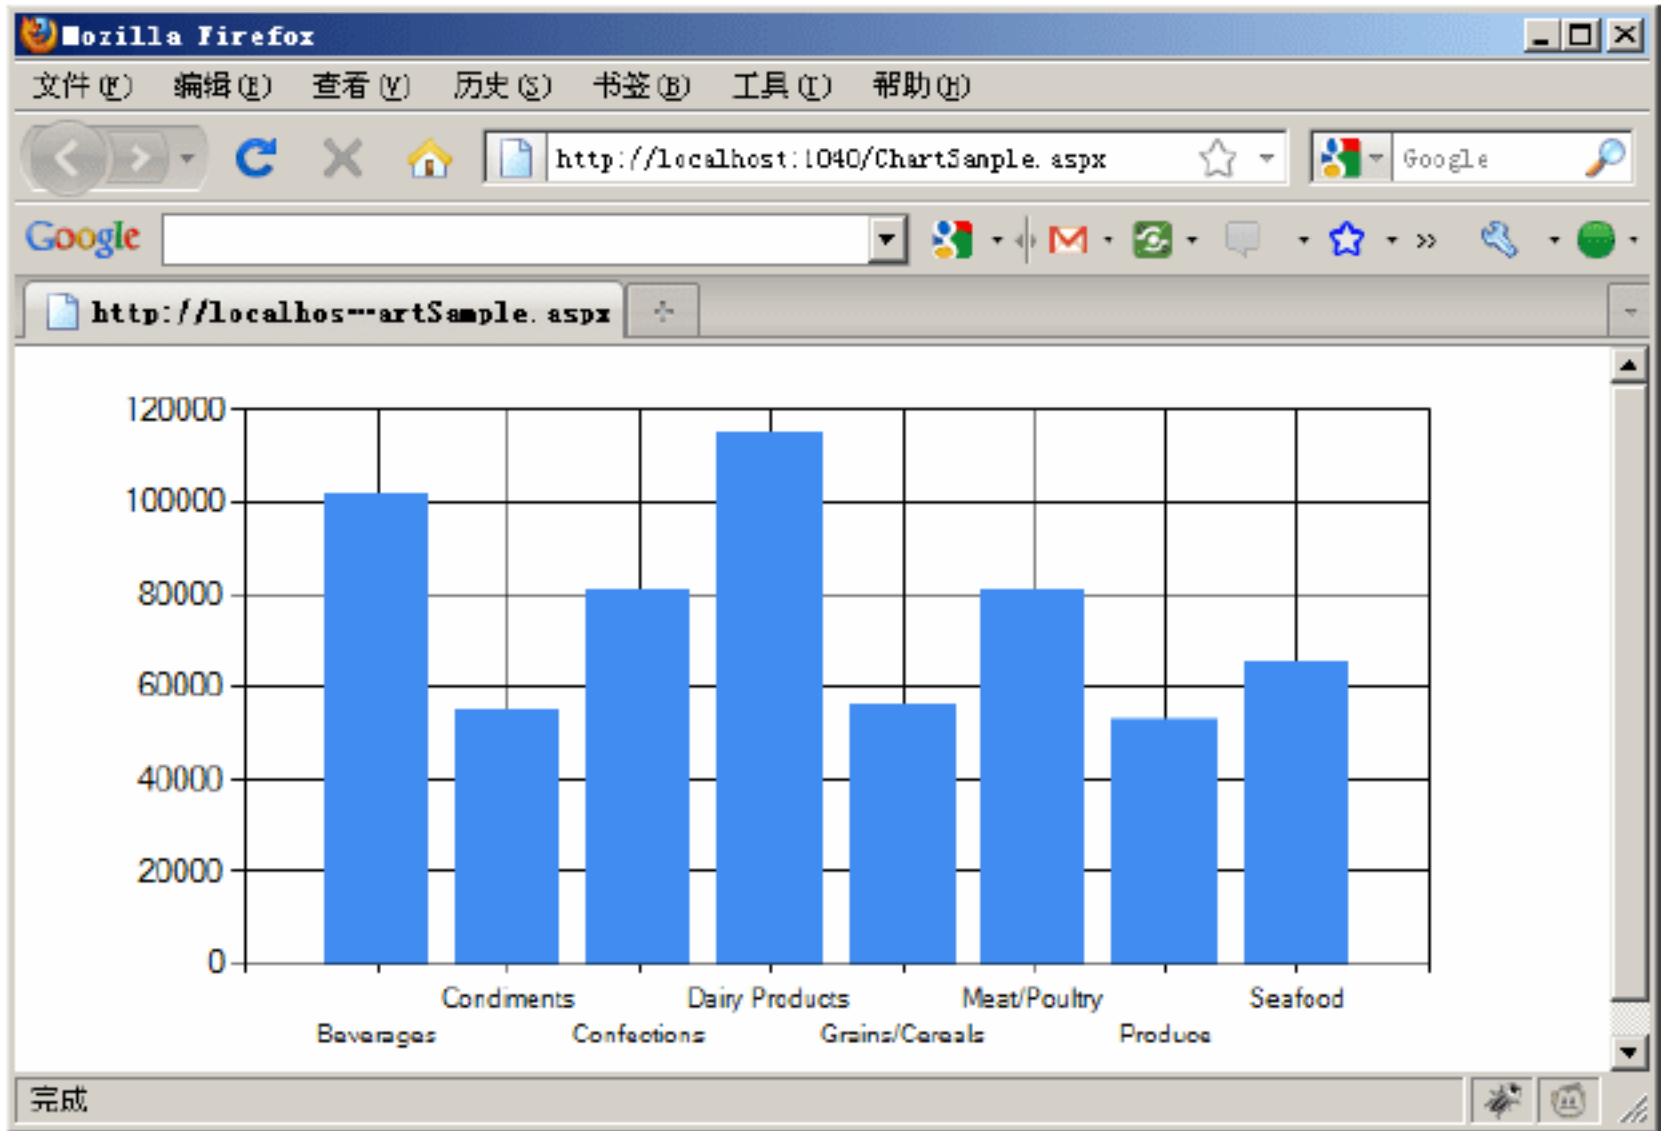 Mozilla Firefox
文件(F) 编辑(E) 查看(V) 历史(S) 书签(B) 工具(T) 帮助(H)
http://localhost:1040/ChartSample.aspx Google
Google
http://localhos...artSample.aspx
120000
100000
80000
60000
40000
20000
0
Condiments Dairy Products Meat/Poultry Seafood
Beverages Confections Grains/Cereals Produce
完成